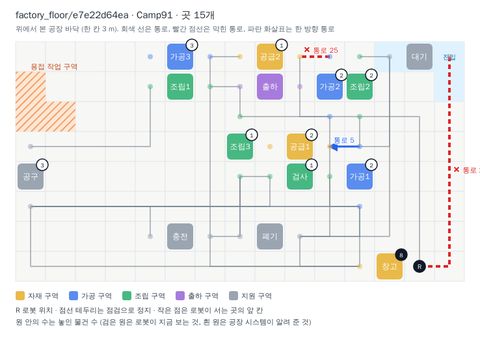 factory_floor/e7e22d64ea · Camp91 · 곳 15개
위에서 본 공장 바닥 (한 칸 3 m). 회색 선은 통로, 빨간 점선은 막힌 통로, 파란 화살표는 한 방향 통로
용접 작업 구역
가공3 3
공급2 1
통로 25
대기
조립1
출하
가공2 2
조립2 2
조립3 1
공급1 2
통로 5
공구 3
검사 1
가공1 2
충전
폐기
창고 8
R
자재 구역
가공 구역
조립 구역
출하 구역
지원 구역
R 로봇 위치 · 점선 테두리는 점검으로 정지 · 작은 점은 로봇이 서는 곳의 앞 칸
원 안의 수는 놓인 물건 수 (검은 원은 로봇이 지금 보는 것, 흰 원은 공장 시스템이 알려 준 것)